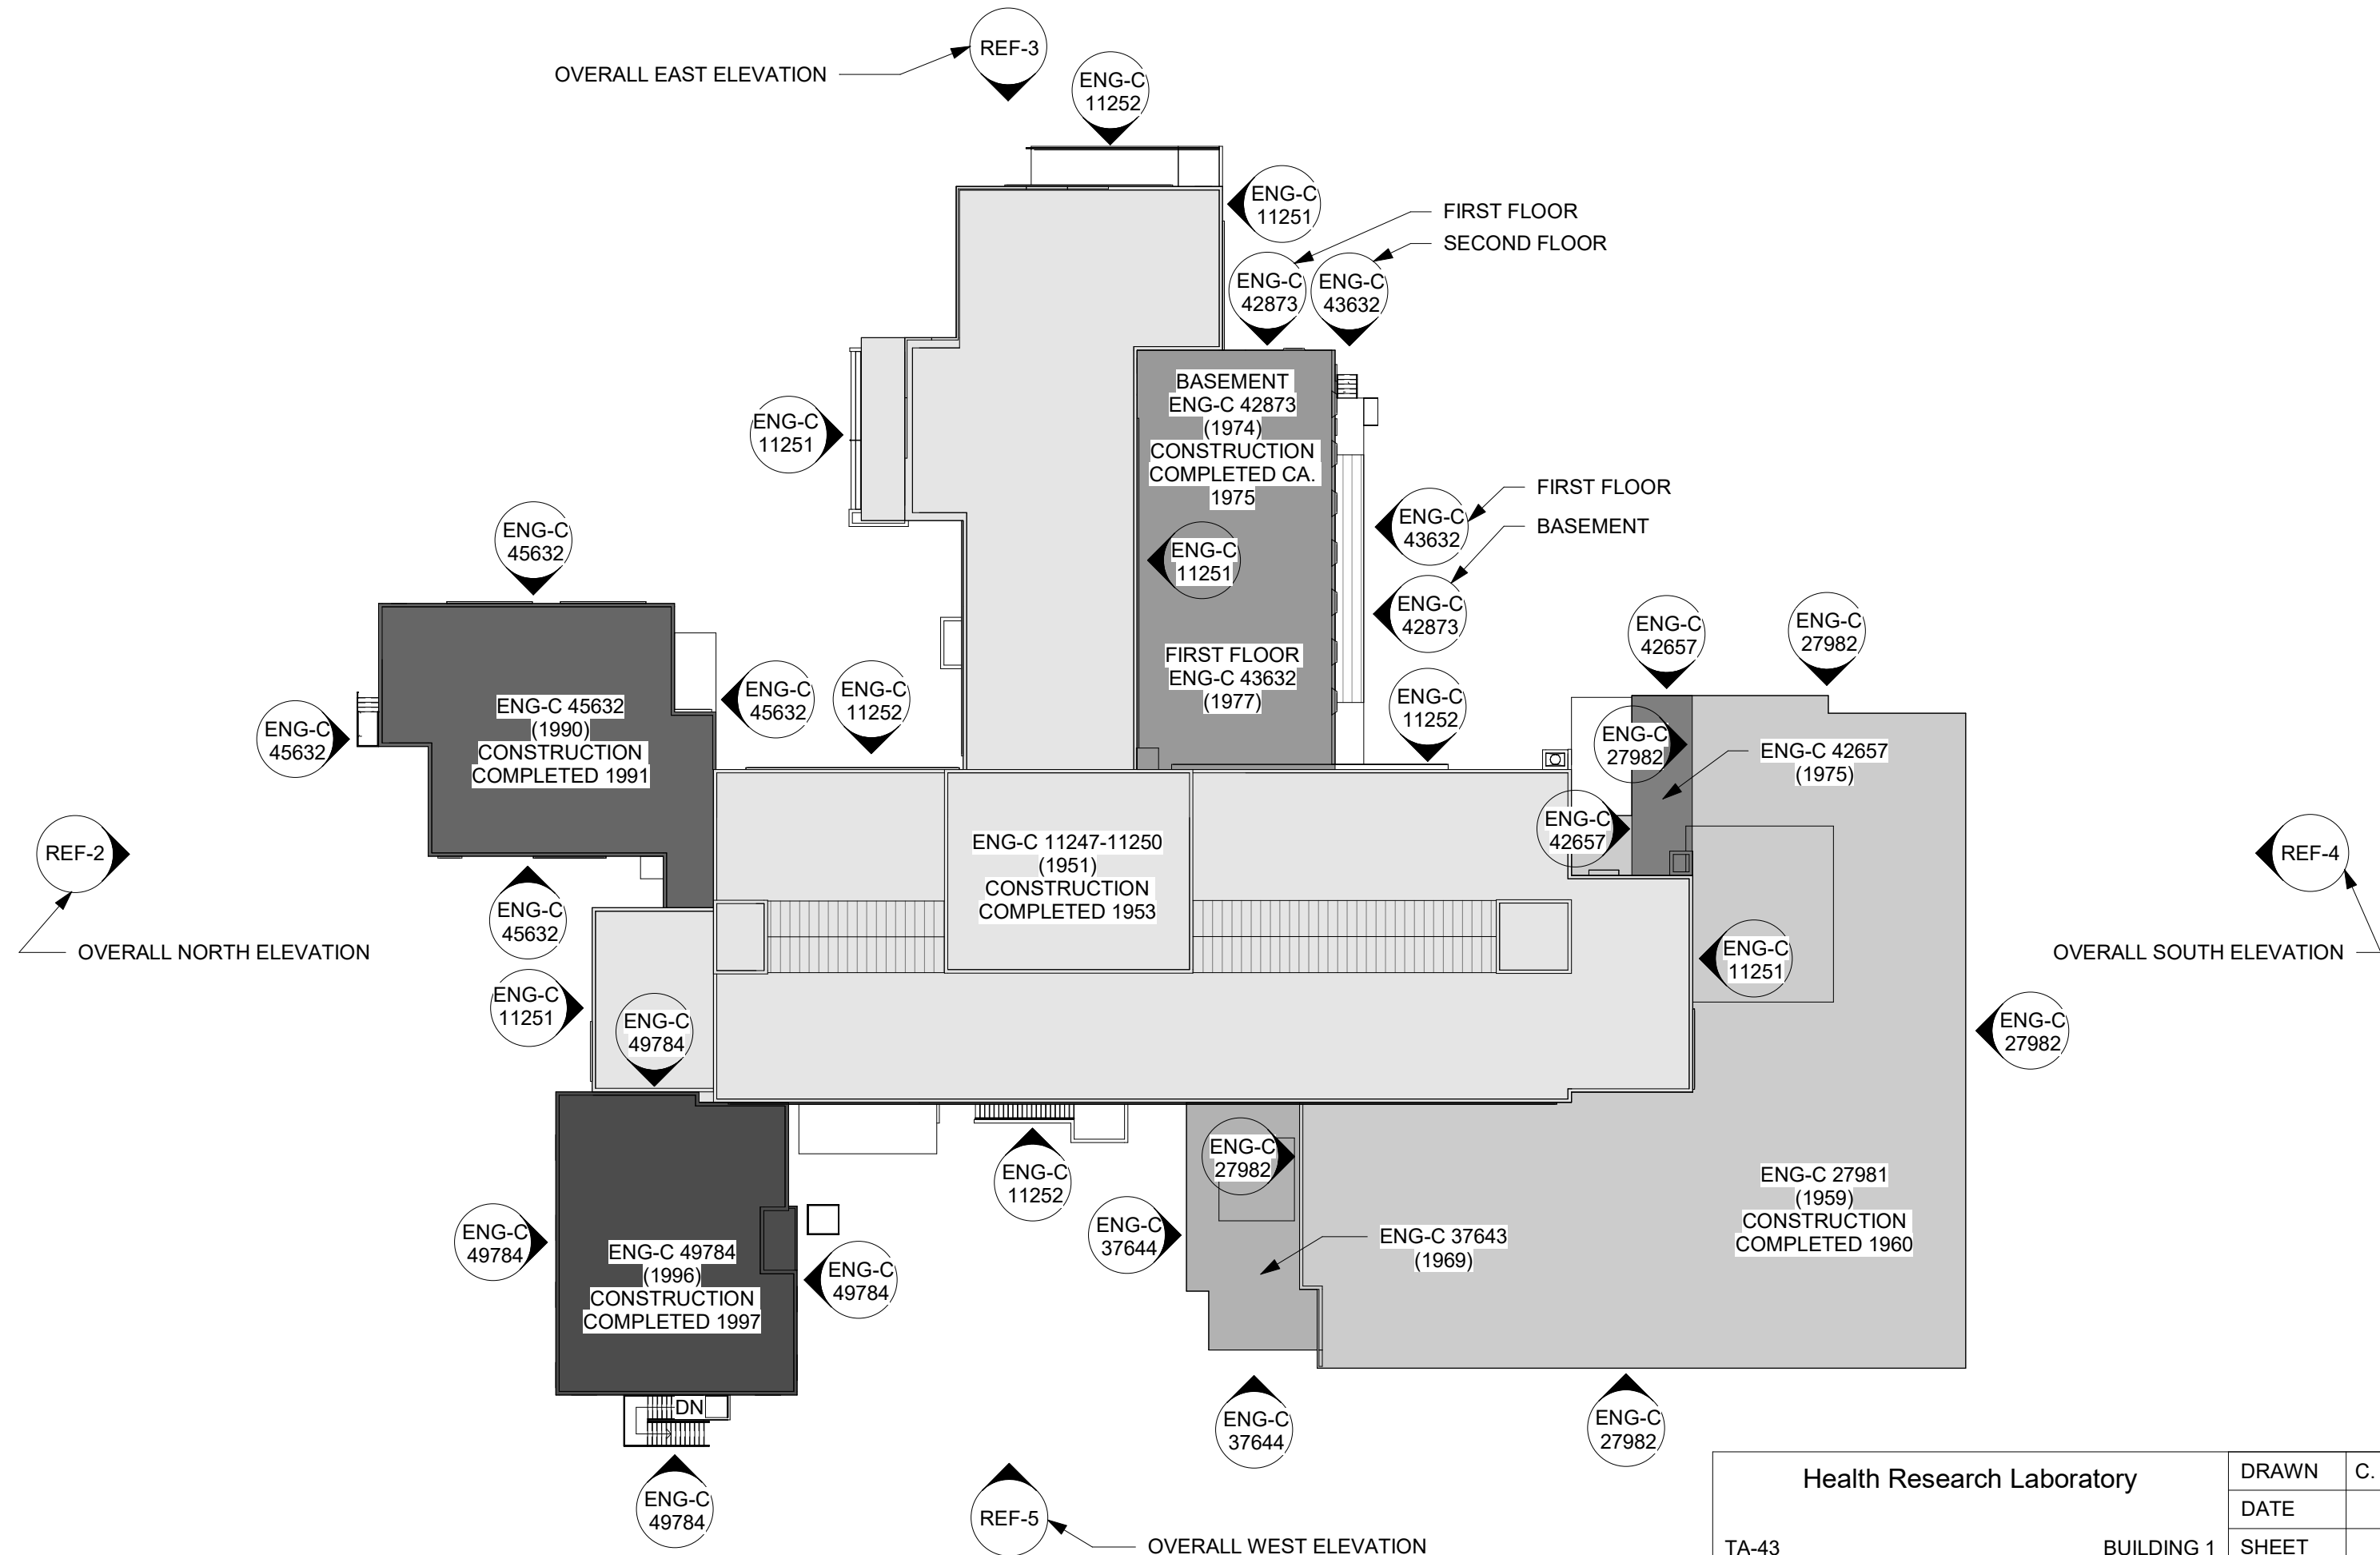 REF-3
OVERALL EAST ELEVATION
ENG-C
11252
ENG-C
11251
FIRST FLOOR
SECOND FLOOR
ENG-C
42873
ENG-C
43632
BASEMENT
ENG-C 42873
(1974)
CONSTRUCTION
COMPLETED CA.
1975
ENG-C
11251
FIRST FLOOR
BASEMENT
ENG-C
43632
ENG-C
45632
ENG-C
11251
ENG-C
42873
ENG-C
42657
ENG-C
27982
FIRST FLOOR
ENG-C 43632
(1977)
ENG-C
45632
ENG-C
11252
ENG-C
11252
ENG-C 45632
(1990)
CONSTRUCTION
COMPLETED 1991
ENG-C
45632
ENG-C
27982
ENG-C 42657
(1975)
ENG-C
42657
REF-2
REF-4
ENG-C 11247-11250
(1951)
CONSTRUCTION
COMPLETED 1953
ENG-C
45632
OVERALL NORTH ELEVATION
OVERALL SOUTH ELEVATION
ENG-C
11251
ENG-C
11251
ENG-C
49784
ENG-C
27982
ENG-C
27982
ENG-C
11252
ENG-C 27981
(1959)
CONSTRUCTION
COMPLETED 1960
ENG-C
49784
ENG-C
37644
ENG-C 37643
(1969)
ENG-C 49784
(1996)
CONSTRUCTION
COMPLETED 1997
ENG-C
49784
DN
ENG-C
37644
ENG-C
27982
ENG-C
49784
REF-5
OVERALL WEST ELEVATION
Health Research Laboratory
TA-43
BUILDING 1
DRAWN
C.
DATE
SHEET